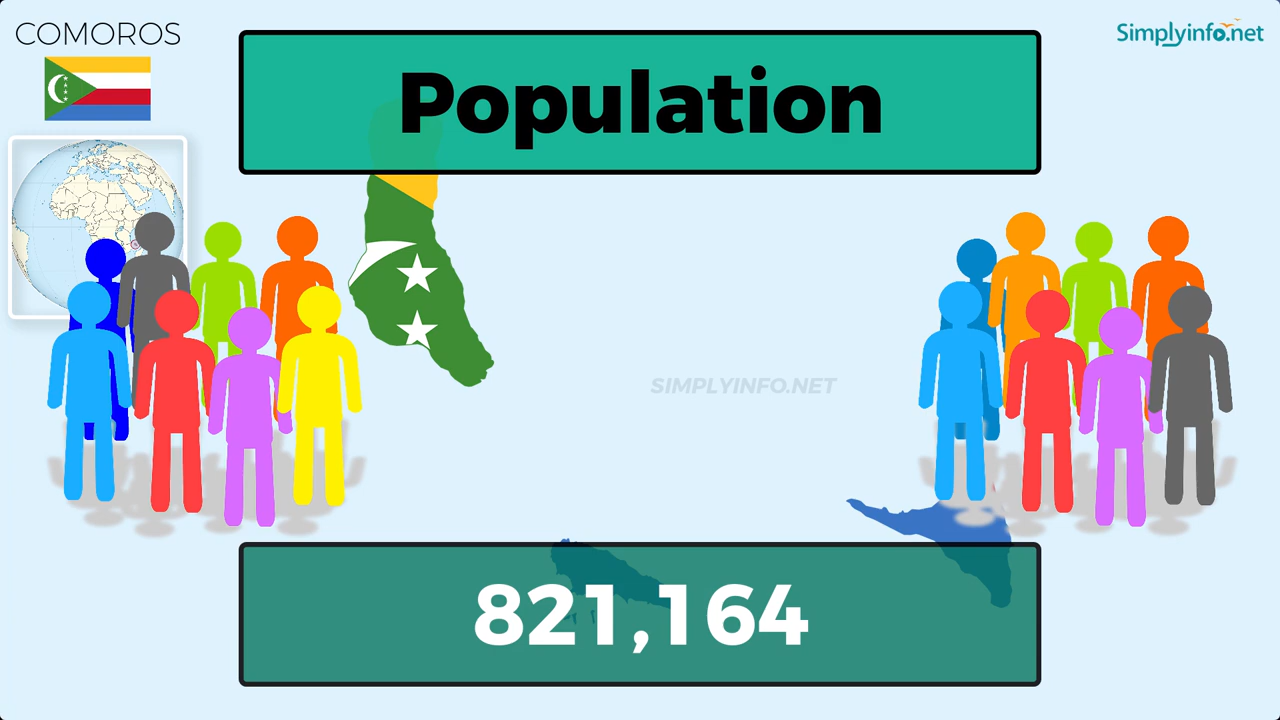 COMOROS
Simplyinfo.net
Population
SIMPLYINFO.NET
821,164